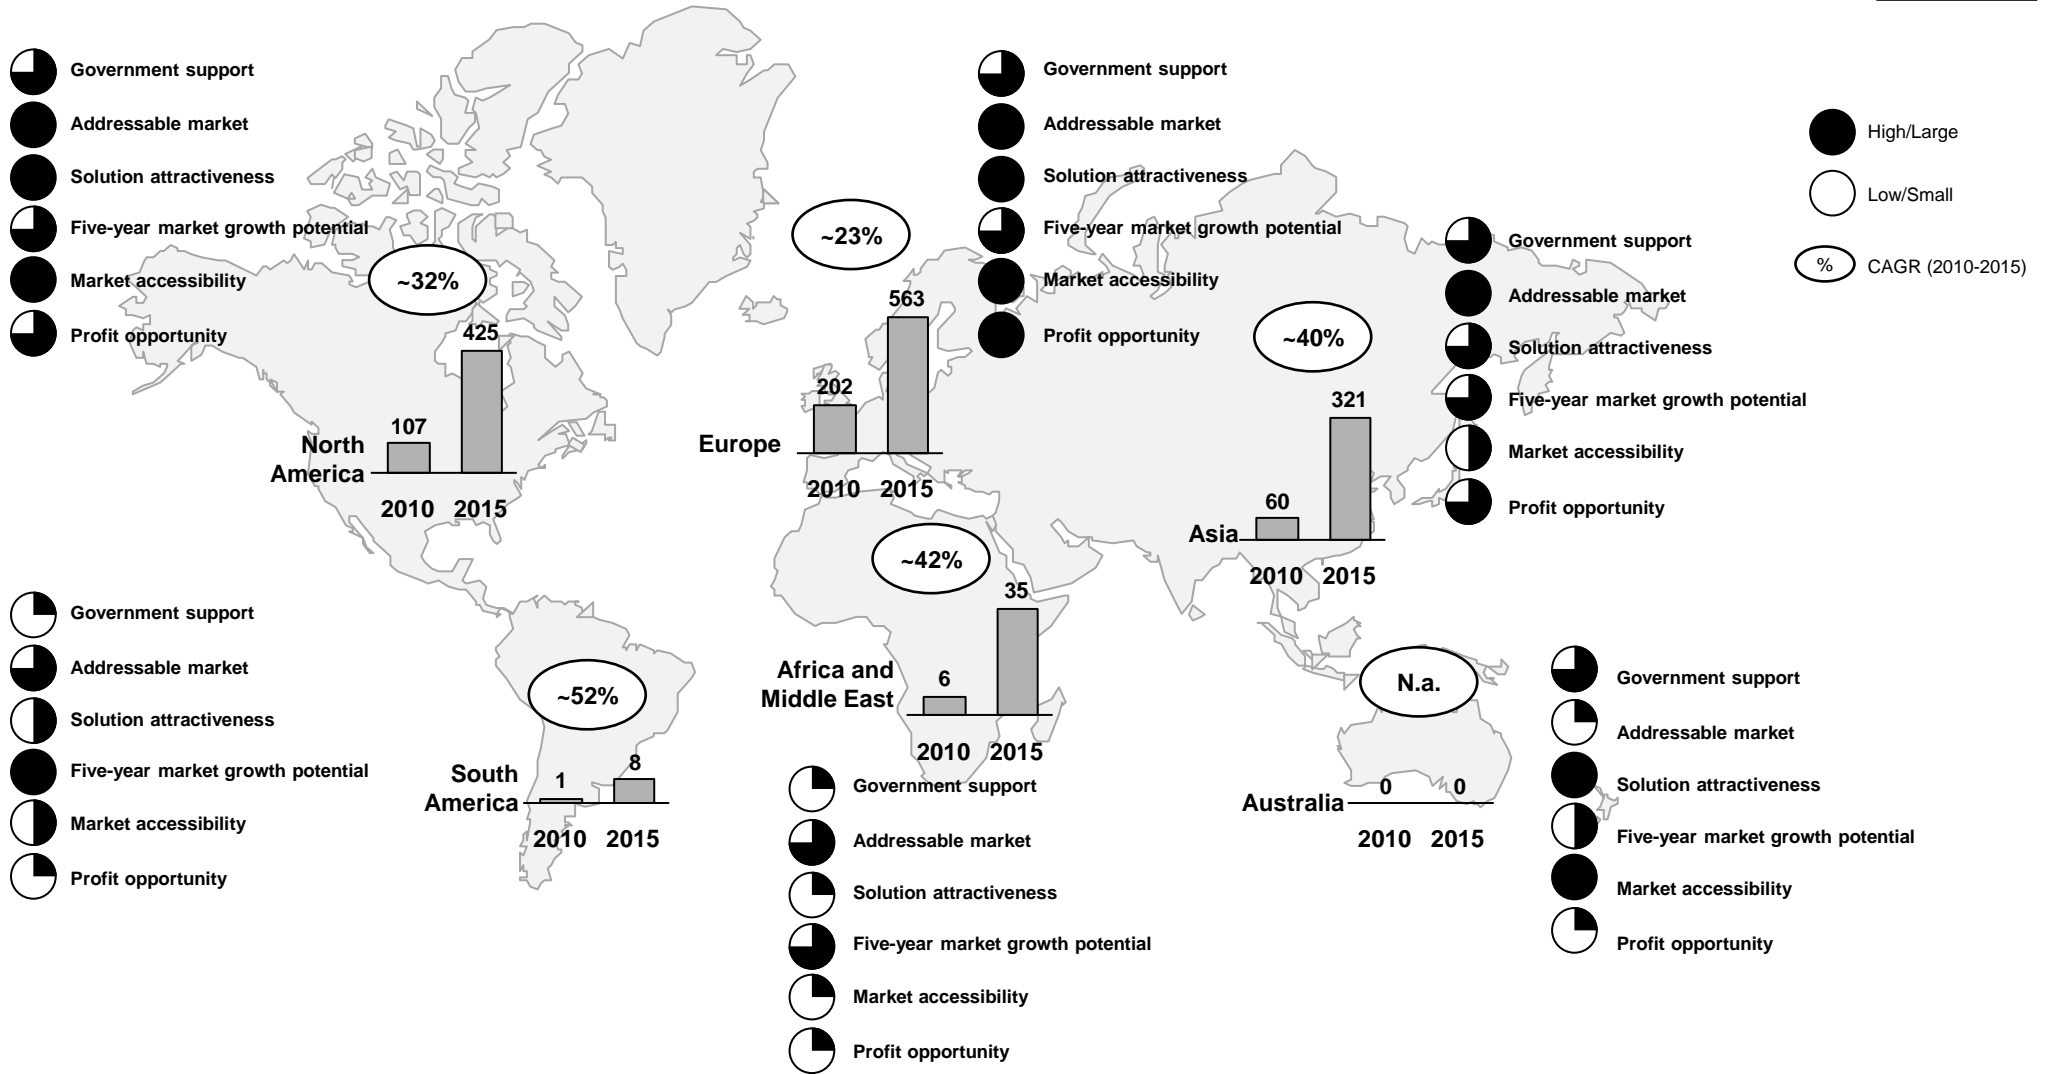 Government support
Addressable market
Solution attractiveness
Five-year market growth potential
Market accessibility
Profit opportunity
~32%
425
107
North
America
2010 2015
~23%
563
202
Europe
2010 2015
Government support
Addressable market
Solution attractiveness
Five-year market growth potential
Market accessibility
Profit opportunity
~40%
321
60
Asia
2010 2015
Government support
Addressable market
Solution attractiveness
Five-year market growth potential
Market accessibility
Profit opportunity
High/Large
Low/Small
% CAGR (2010-2015)
Government support
Addressable market
Solution attractiveness
Five-year market growth potential
Market accessibility
Profit opportunity
~52%
8
1
South
America
2010 2015
~42%
35
6
Africa and
Middle East
2010 2015
Government support
Addressable market
Solution attractiveness
Five-year market growth potential
Market accessibility
Profit opportunity
N.a.
0 0
Australia
2010 2015
Government support
Addressable market
Solution attractiveness
Five-year market growth potential
Market accessibility
Profit opportunity